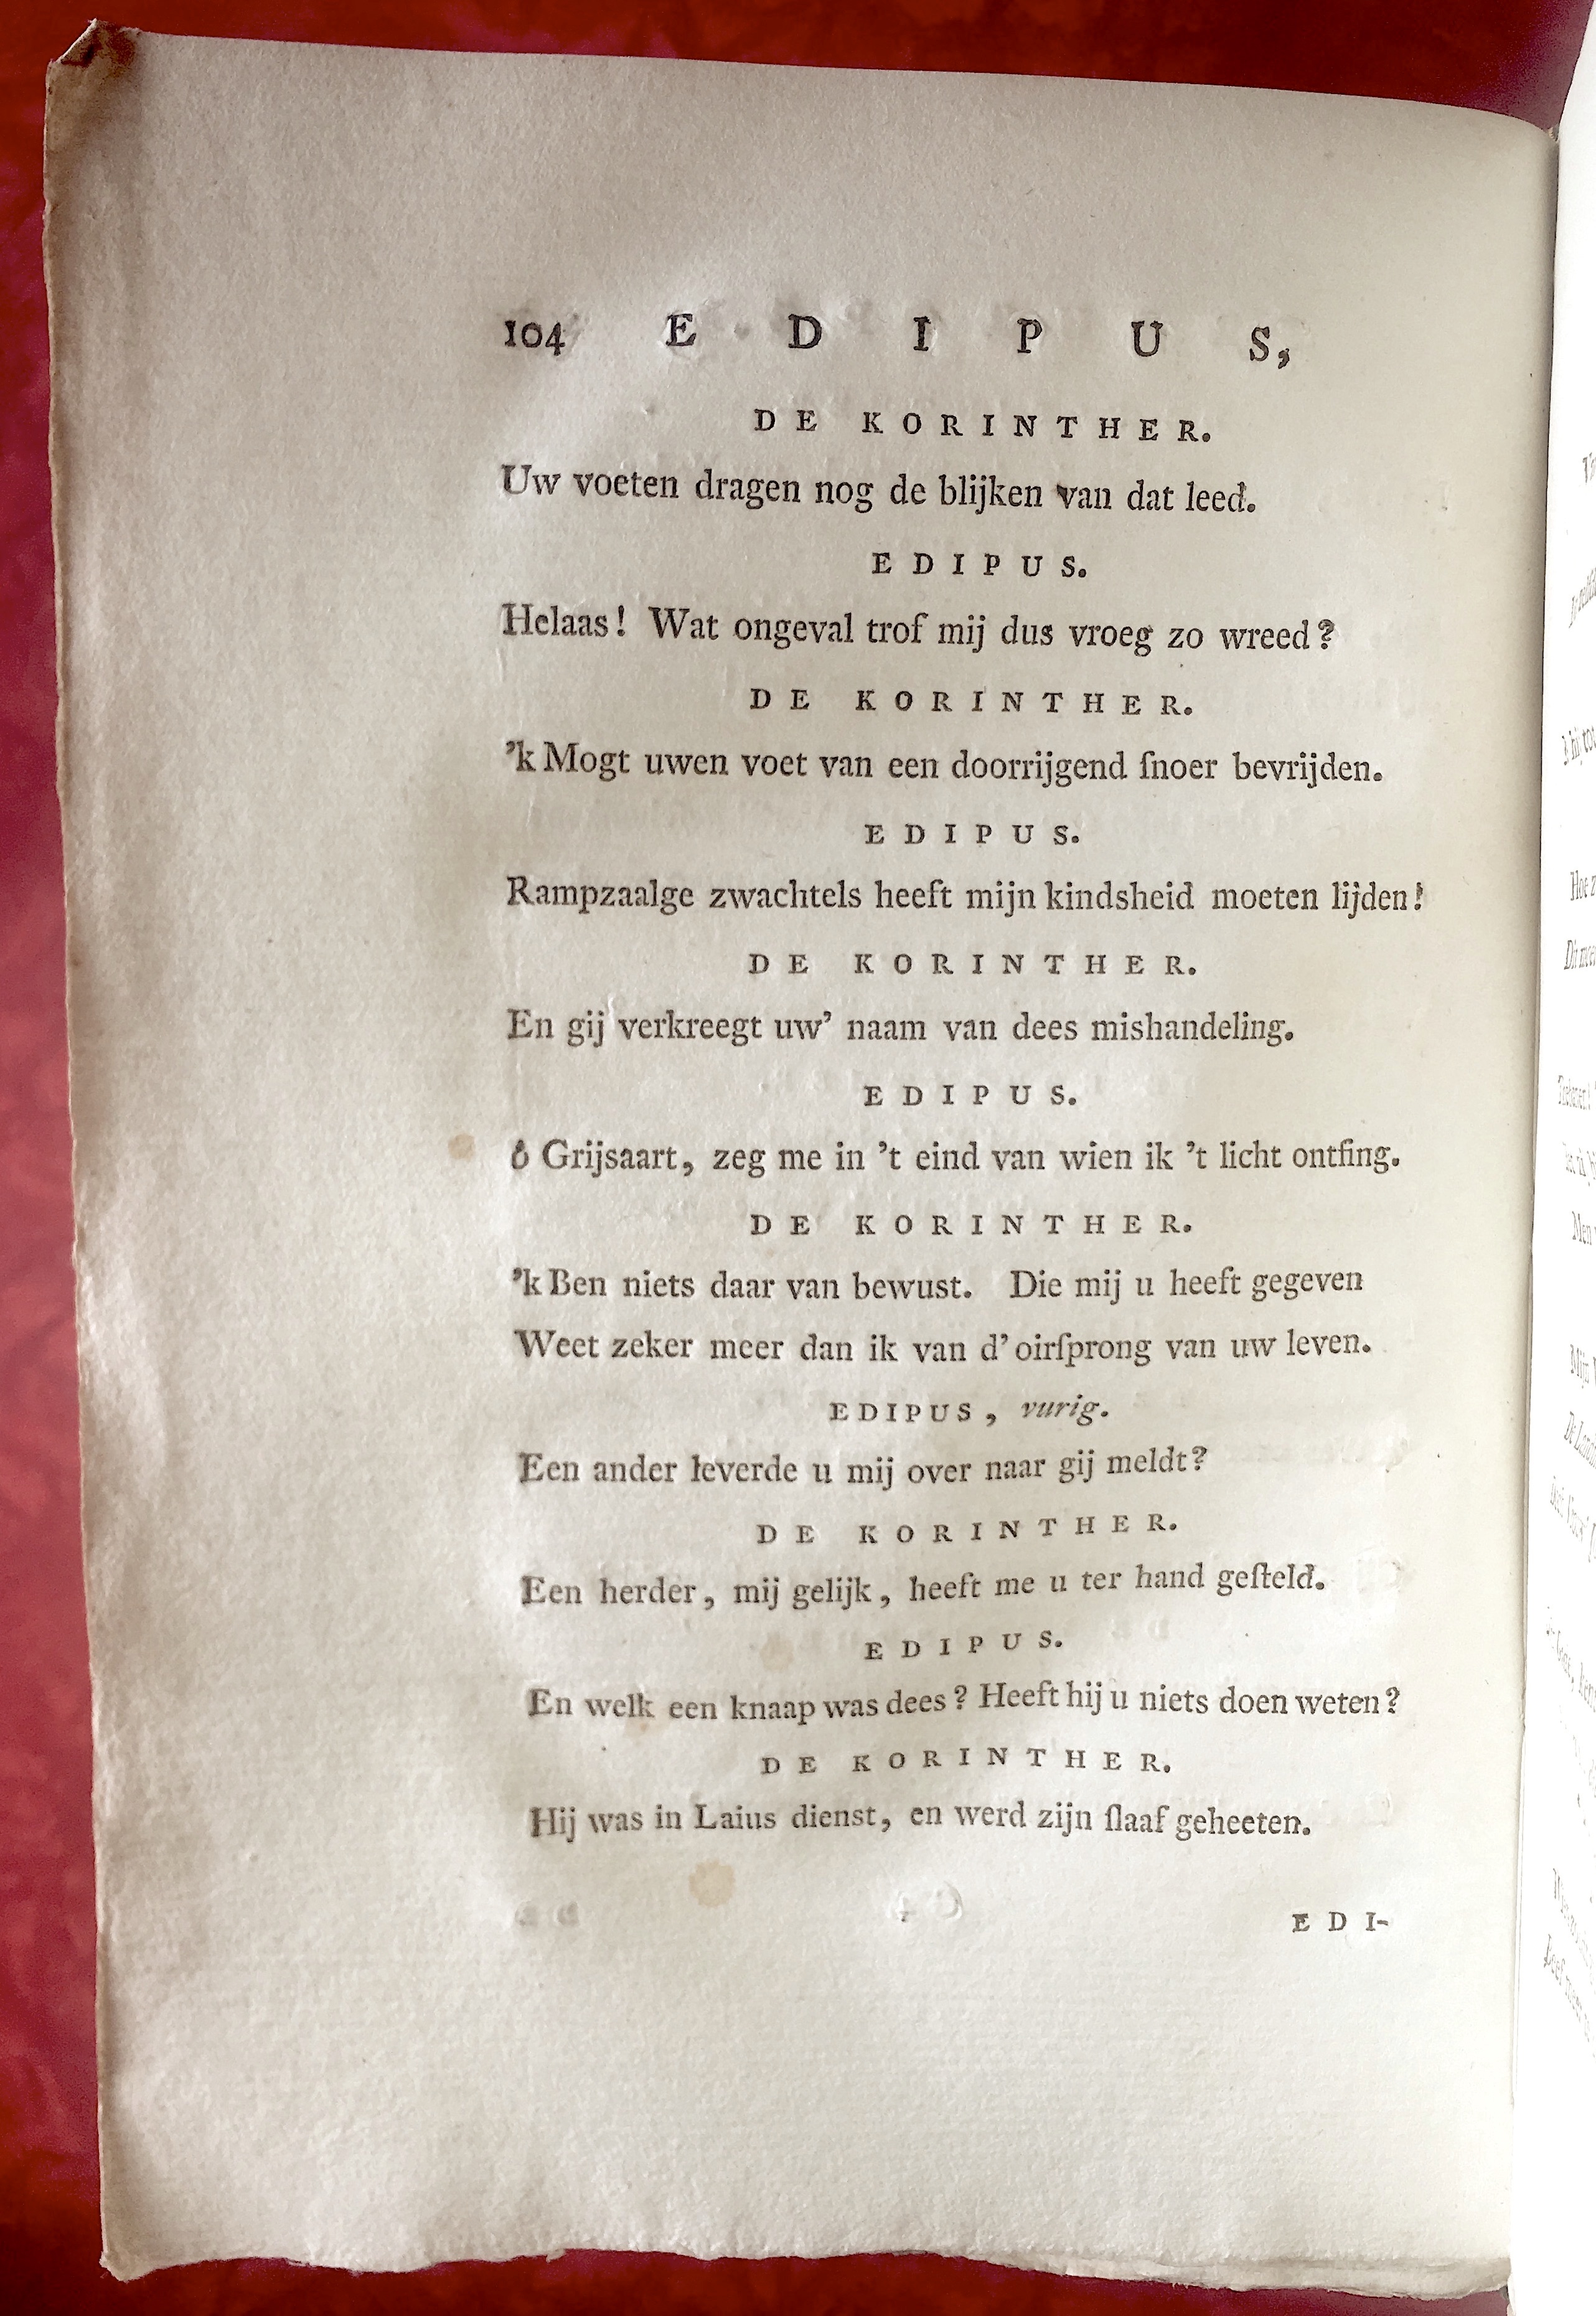 104 EDIPUS,
DE KORINTHER.
Uw voeten dragen nog de blijken van dat leed.
EDIPUS.
Helaas! Wat ongeval trof mij dus vroeg zo wreed?
DE KORINTHER.
’k Mogt uwen voet van een doorrijgend ſnoer bevrijden.
EDIPUS.
Rampzaalge zwachtels heeft mijn kindsheid moeten lijden!
DE KORINTHER.
En gij verkreegt uw’ naam van dees mishandeling.
EDIPUS.
ô Grijsaart, zeg me in ’t eind van wien ik ’t licht ontfing.
DE KORINTHER.
’k Ben niets daar van bewust. Die mij u heeft gegeven
Weet zeker meer dan ik van d’oirſprong van uw leven.
EDIPUS, vurig.
Een ander leverde u mij over naar gij meldt?
DE KORINTHER.
Een herder, mij gelijk, heeft me u ter hand geſteld.
EDIPUS.
En welk een knaap was dees? Heeft hij u niets doen weten?
DE KORINTHER.
Hij was in Laius dienst, en werd zijn ſlaaf geheeten.
EDI-